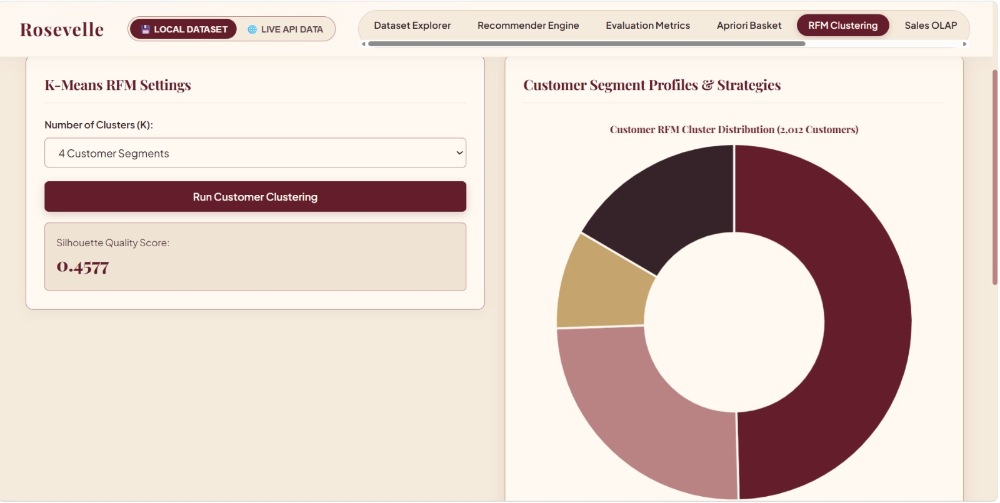 Rosevelle
💾 LOCAL DATASET
🌐 LIVE API DATA
Dataset Explorer
Recommender Engine
Evaluation Metrics
Apriori Basket
RFM Clustering
Sales OLAP
K-Means RFM Settings
Number of Clusters (K):
4 Customer Segments
Run Customer Clustering
Silhouette Quality Score:
0.4577
Customer Segment Profiles & Strategies
Customer RFM Cluster Distribution (2,012 Customers)